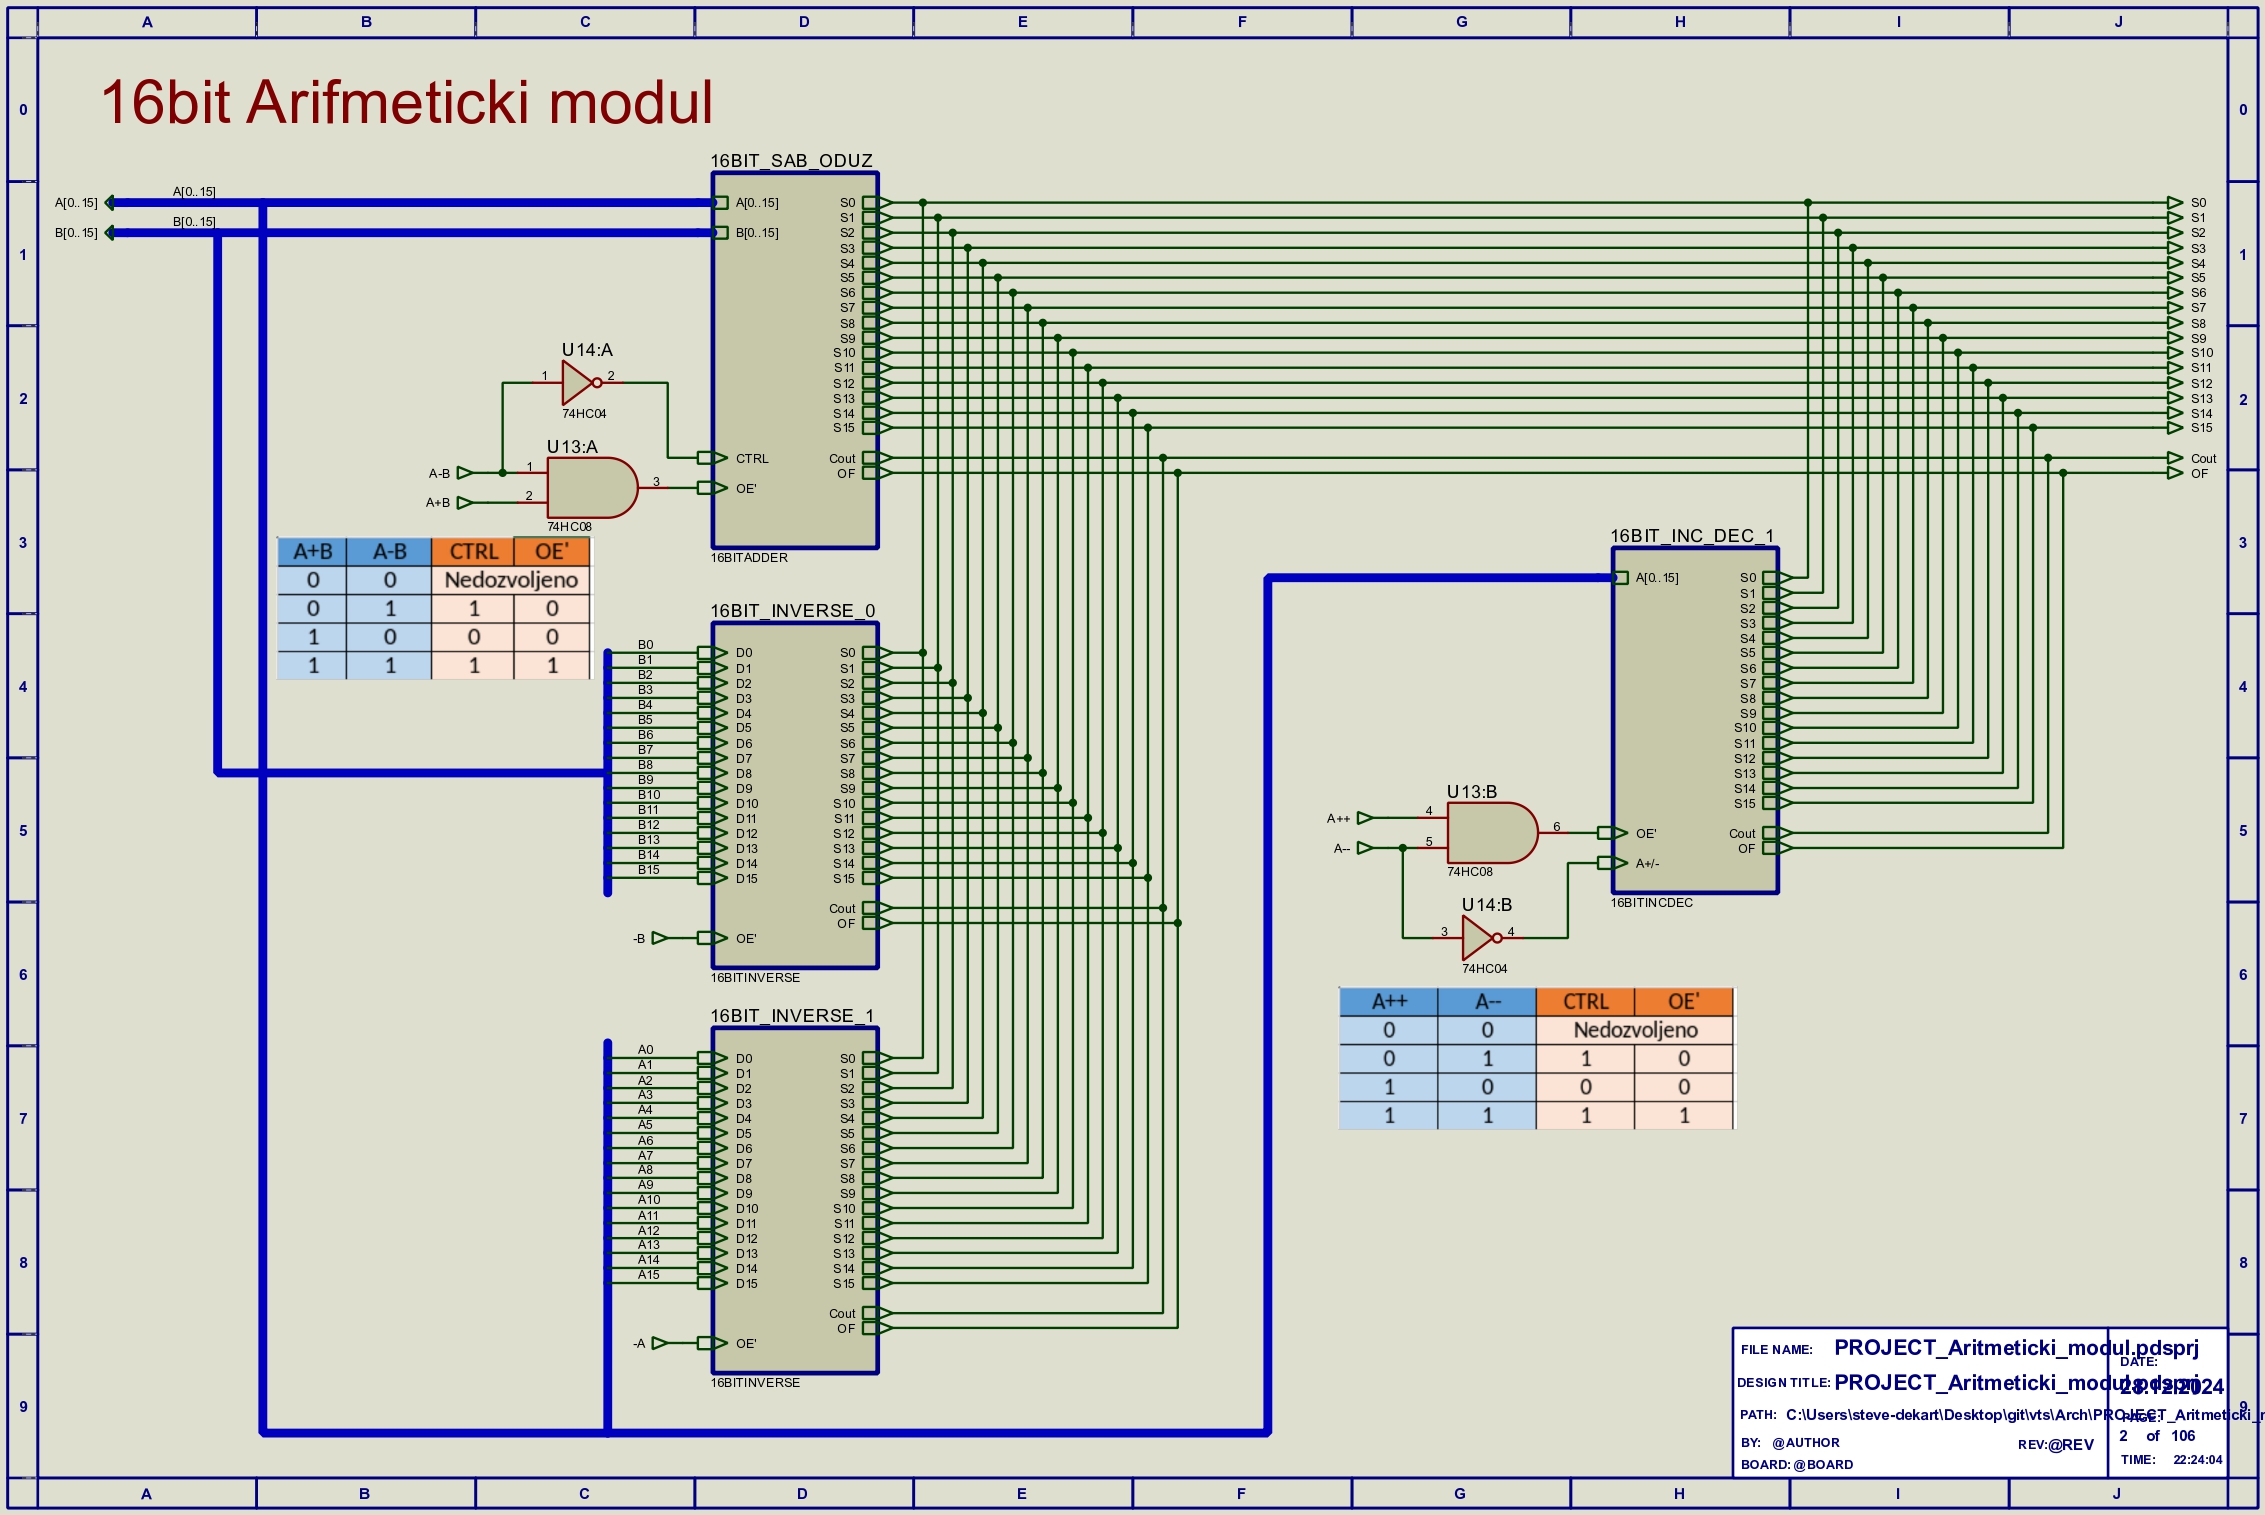 A B C D E F G H I J
0 0
16bit Arifmeticki modul
16BIT_SAB_ODUZ
A[0..15] A[0..15] A[0..15] S0 S0
S1 S1
B[0..15] B[0..15] B[0..15] S2 S2
1 S3 S3 1
S4 S4
S5 S5
S6 S6
S7 S7
S8 S8
S9 S9
U14:A S10 S10
S11 S11
1 2 S12 S12
2 S13 S13 2
74HC04 S14 S14
S15 S15
U13:A
CTRL Cout Cout
A-B 1 OF OF
3 OE'
A+B 2
74HC08
16BITADDER
3 3
A+B A-B CTRL OE'
0 0 Nedozvoljeno
0 1 1 0
1 0 0 0
1 1 1 1
16BIT_INC_DEC_1
A[0..15] S0
S1
S2
S3
S4
S5
S6
S7
S8
S9
S10
S11
S12
S13
S14
S15
Cout
OF
16BIT_INVERSE_0
B0 D0 S0
B1 D1 S1
B2 D2 S2
B3 D3 S3
4 B4 D4 S4 4
B5 D5 S5
B6 D6 S6
B7 D7 S7
B8 D8 S8
B9 D9 S9
B10 D10 S10
B11 D11 S11
5 B12 D12 S12 5
B13 D13 S13
B14 D14 S14
B15 D15 S15
Cout
OF
-B OE'
16BITINVERSE
U13:B
A++ 4
6 OE'
A-- 5
74HC08 A+/-
16BITINCDEC
U14:B
3 4
74HC04
6 6
A++ A-- CTRL OE'
0 0 Nedozvoljeno
0 1 1 0
1 0 0 0
1 1 1 1
16BIT_INVERSE_1
A0 D0 S0
A1 D1 S1
A2 D2 S2
A3 D3 S3
7 A4 D4 S4 7
A5 D5 S5
A6 D6 S6
A7 D7 S7
A8 D8 S8
A9 D9 S9
A10 D10 S10
A11 D11 S11
A12 D12 S12
A13 D13 S13
8 A14 D14 S14 8
A15 D15 S15
Cout
OF
-A OE'
16BITINVERSE
9 9
FILE NAME: PROJECT_Aritmeticki_modul.pdsprj
DESIGN TITLE: PROJECT_Aritmeticki_modul.pdsprj
PATH: C:\Users\steve-dekart\Desktop\git\vts\Arch\PROJECT_Aritmeticki_
BY: @AUTHOR REV:@REV
BOARD: @BOARD
DATE:
28.12.2024
PAGE:
2 of 106
TIME: 22:24:04
A B C D E F G H I J